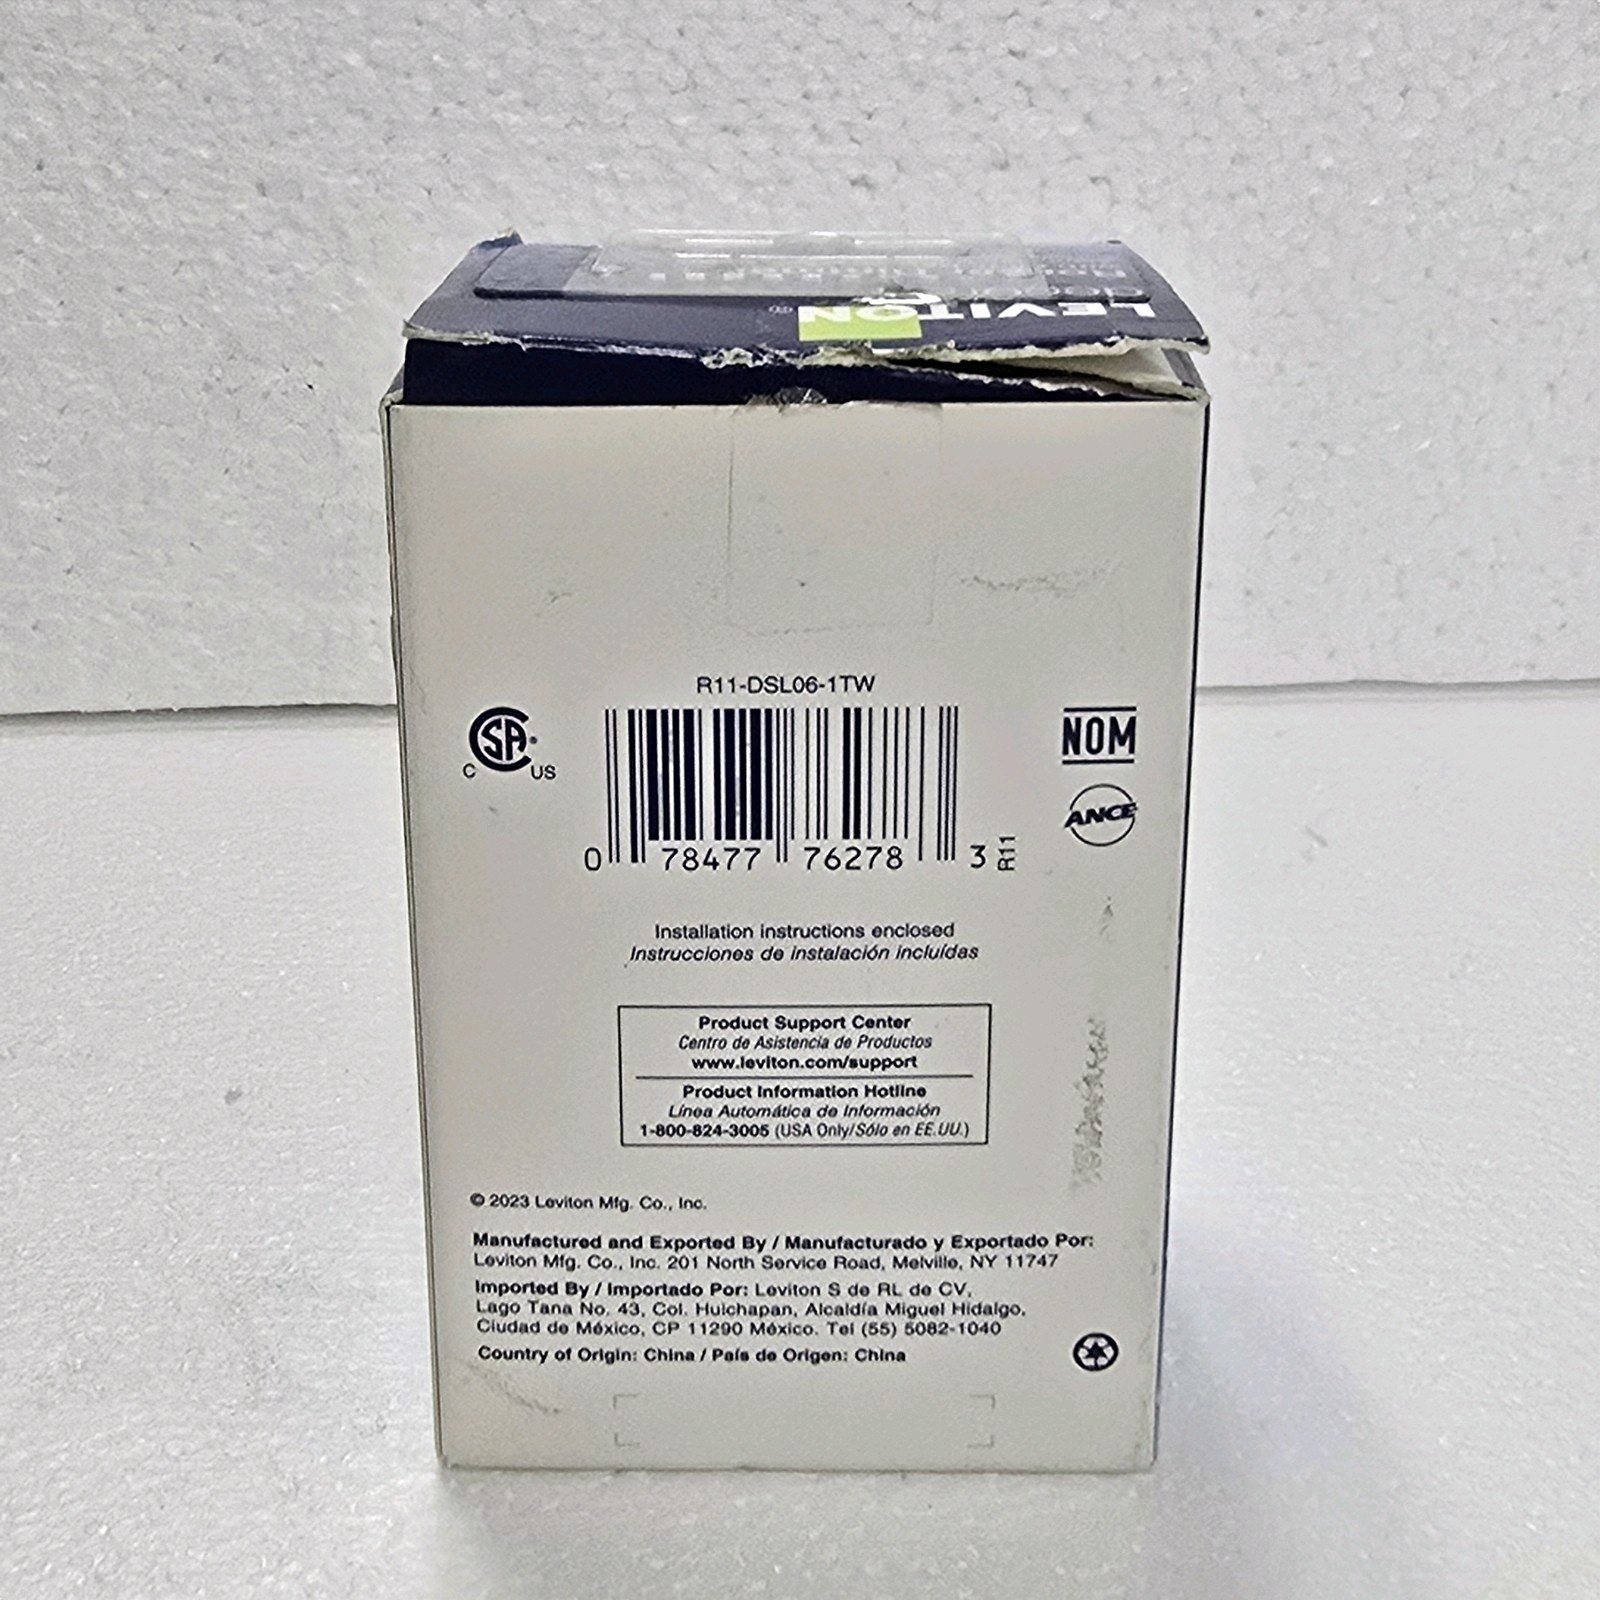 LEVITON®
R11-DSL06-1TW
CSA®
C US
NOM
ANCE
0 78477 76278 3
R11
Installation instructions enclosed
Instrucciones de instalación incluídas
Product Support Center
Centro de Asistencia de Productos
www.leviton.com/support
Product Information Hotline
Línea Automática de Información
1-800-824-3005 (USA Only/Sólo en EE.UU.)
© 2023 Leviton Mfg. Co., Inc.
Manufactured and Exported By / Manufacturado y Exportado Por:
Leviton Mfg. Co., Inc. 201 North Service Road, Melville, NY 11747
Imported By / Importado Por: Leviton S de RL de CV,
Lago Tana No. 43, Col. Huichapan, Alcaldía Miguel Hidalgo,
Ciudad de México, CP 11290 México. Tel (55) 5082-1040
Country of Origin: China / País de Origen: China